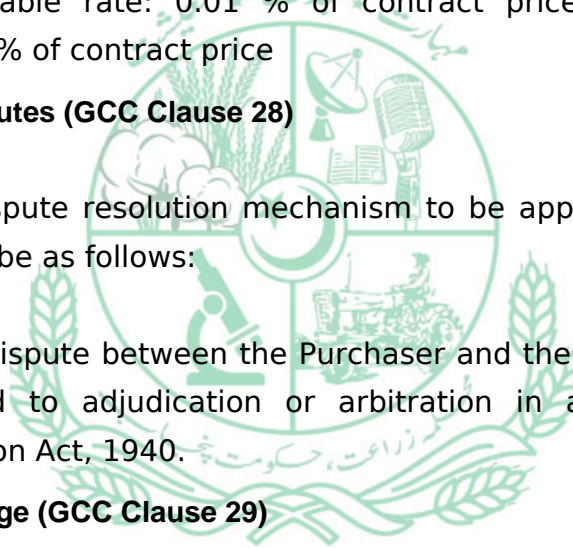 able rate: 0.01 % of contract price
% of contract price
utes (GCC Clause 28)
spute resolution mechanism to be app
be as follows:
ispute between the Purchaser and the
d to adjudication or arbitration in a
on Act, 1940.
ge (GCC Clause 29)